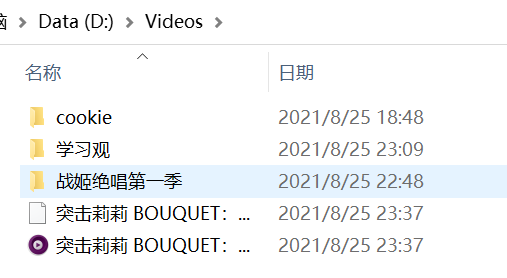 脑 > Data (D:) > Videos >
名称 日期
cookie 2021/8/25 18:48
学习观 2021/8/25 23:09
战姬绝唱第一季 2021/8/25 22:48
突击莉莉 BOUQUET：... 2021/8/25 23:37
突击莉莉 BOUQUET：... 2021/8/25 23:37